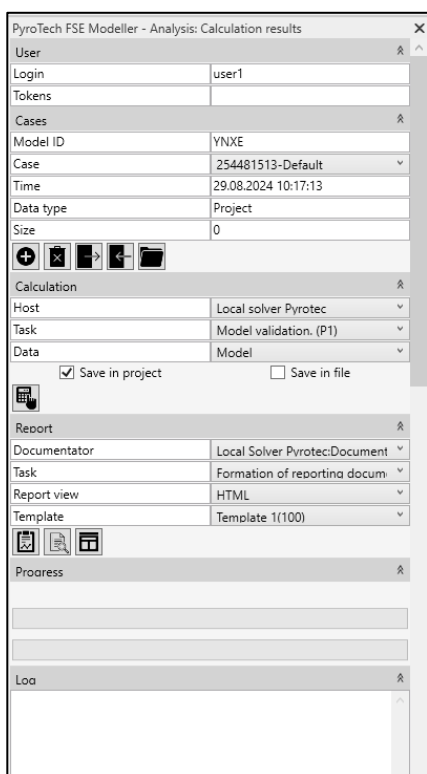 PyroTech FSE Modeller - Analysis: Calculation results
User
Login user1
Tokens
Cases
Model ID YNXE
Case 254481513-Default
Time 29.08.2024 10:17:13
Data type Project
Size 0
Calculation
Host Local solver Pyrotec
Task Model validation. (P1)
Data Model
Save in project Save in file
Report
Documentator Local Solver Pyrotec:Document
Task Formation of reporting docum
Report view HTML
Template Template 1(100)
Progress
Log